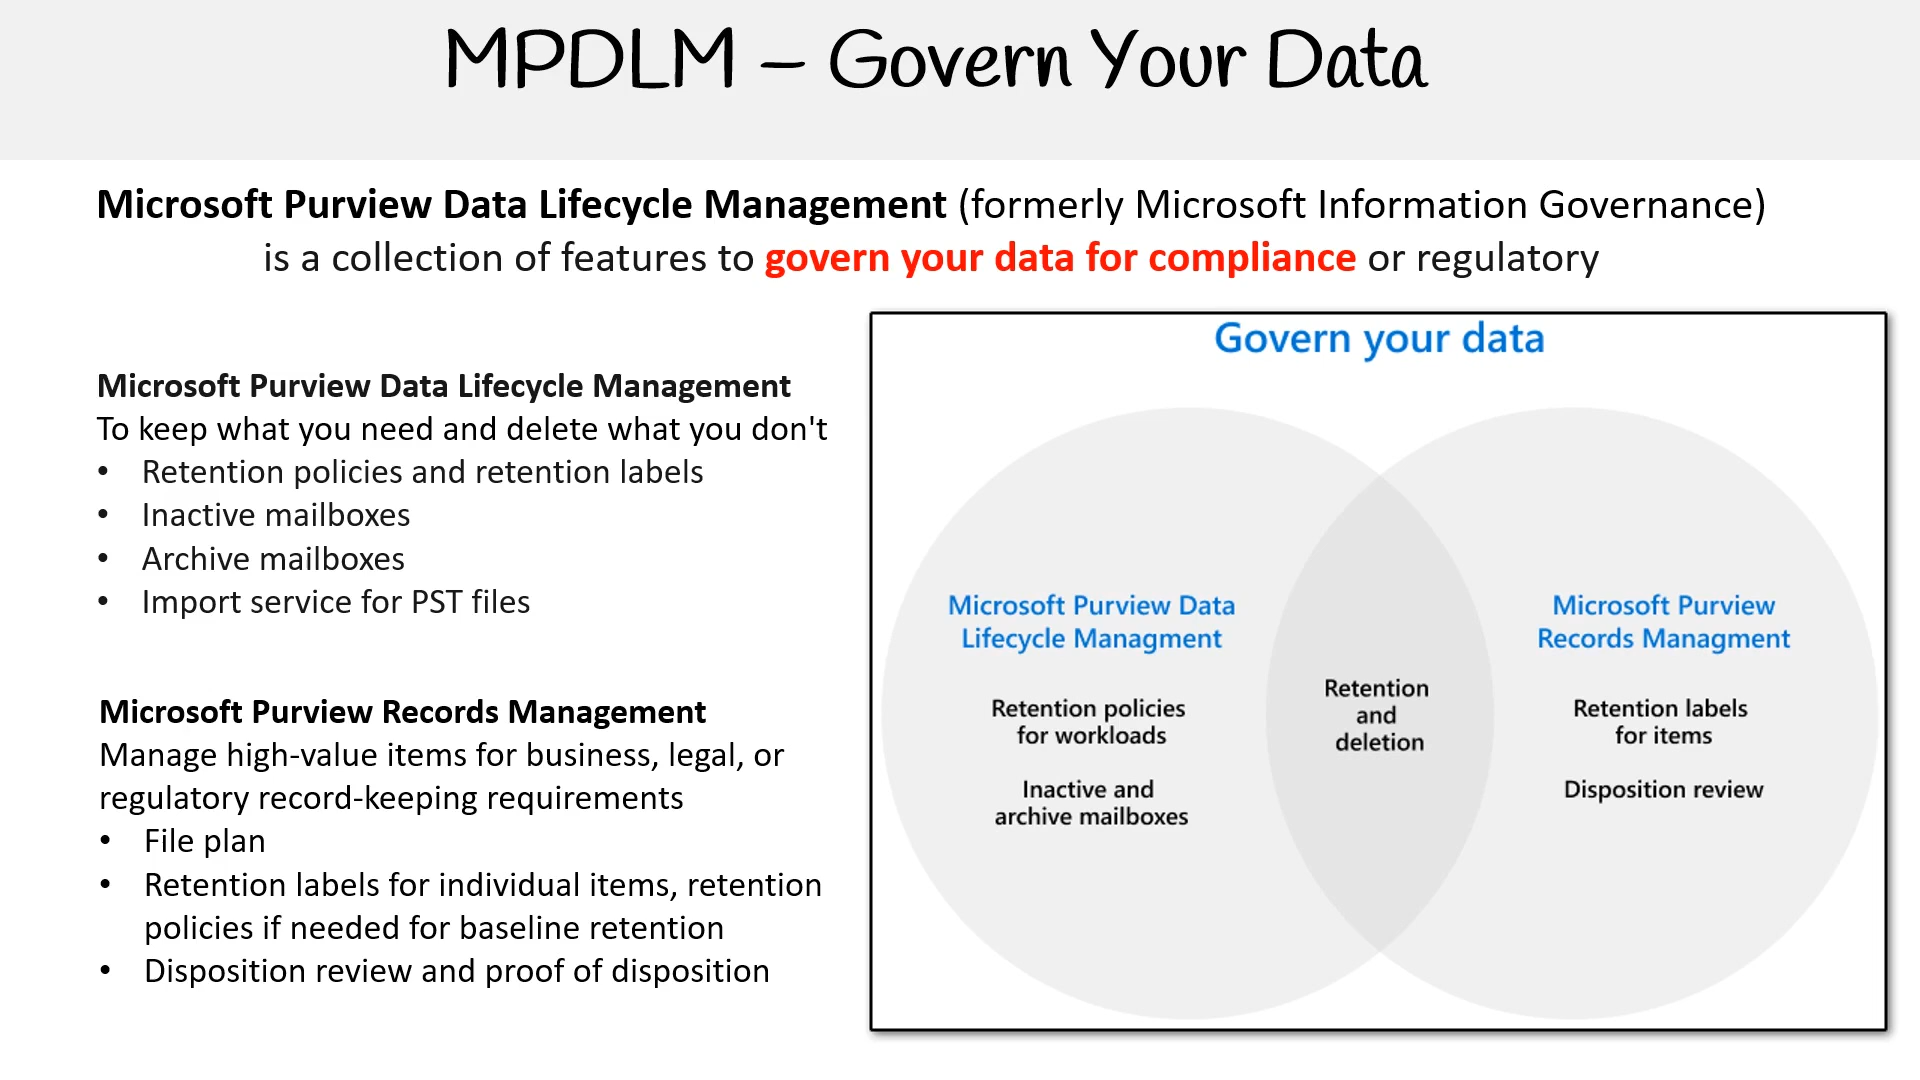 MPDLM – Govern Your Data
Microsoft Purview Data Lifecycle Management (formerly Microsoft Information Governance)
is a collection of features to govern your data for compliance or regulatory
Microsoft Purview Data Lifecycle Management
To keep what you need and delete what you don't
• Retention policies and retention labels
• Inactive mailboxes
• Archive mailboxes
• Import service for PST files
Microsoft Purview Records Management
Manage high-value items for business, legal, or
regulatory record-keeping requirements
• File plan
• Retention labels for individual items, retention
policies if needed for baseline retention
• Disposition review and proof of disposition
Govern your data
Microsoft Purview Data
Lifecycle Managment
Retention policies
for workloads
Inactive and
archive mailboxes
Retention
and
deletion
Microsoft Purview
Records Managment
Retention labels
for items
Disposition review